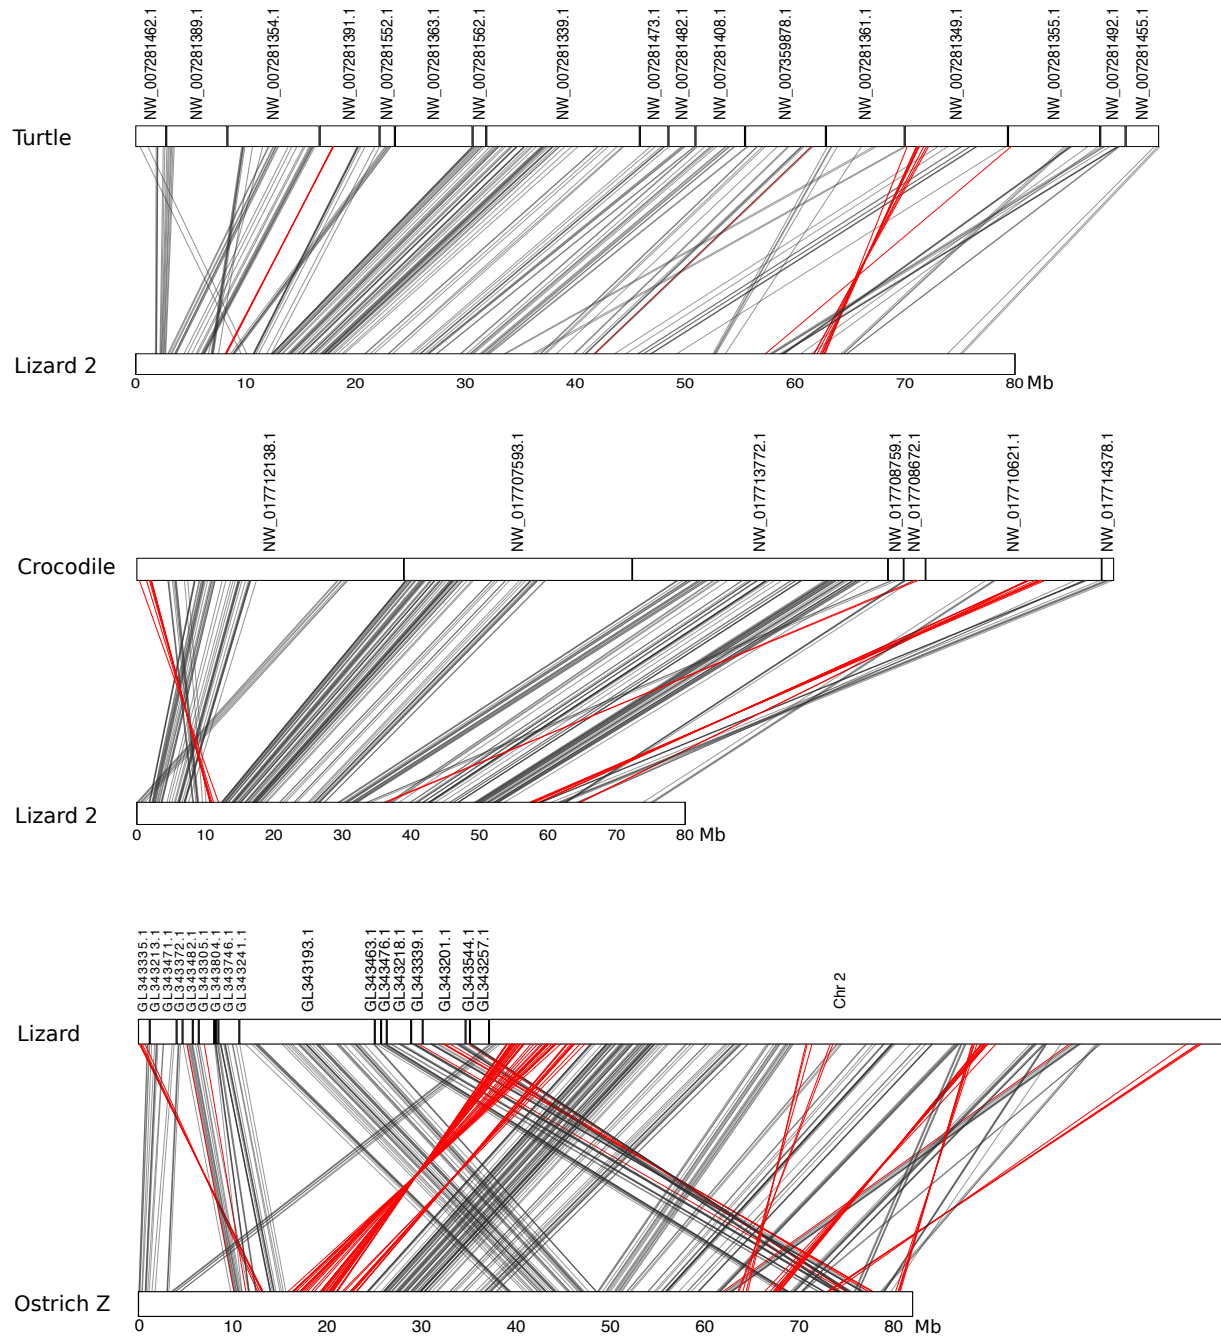 NW_007281462.1 NW_007281389.1 NW_007281354.1 NW_007281391.1 NW_007281552.1 NW_007281363.1 NW_007281562.1 NW_007281339.1 NW_007281473.1 NW_007281482.1 NW_007281408.1 NW_007359878.1 NW_007281361.1 NW_007281349.1 NW_007281355.1 NW_007281492.1 NW_007281455.1
Turtle
Lizard 2
0 10 20 30 40 50 60 70 80 Mb
NW_017712138.1 NW_017707593.1 NW_017713772.1 NW_017708759.1 NW_017708672.1 NW_017710621.1 NW_017714378.1
Crocodile
Lizard 2
0 10 20 30 40 50 60 70 80 Mb
GL343335.1 GL343213.1 GL343471.1 GL343372.1 GL343482.1 GL343305.1 GL343804.1 GL343746.1 GL343241.1 GL343193.1 GL343463.1 GL343476.1 GL343218.1 GL343339.1 GL343201.1 GL343544.1 GL343257.1 Chr 2
Lizard
Ostrich Z
0 10 20 30 40 50 60 70 80 Mb